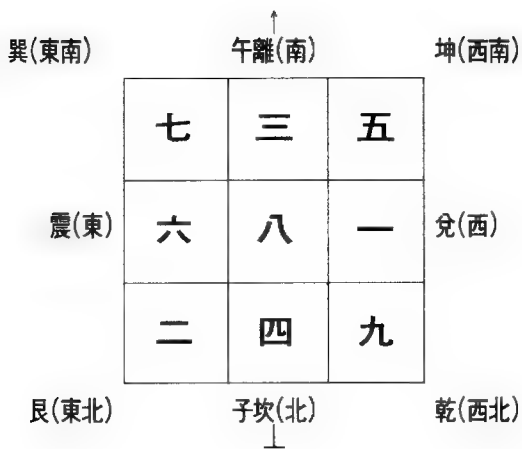 巽(東南) 午離(南) 坤(西南)
七 三 五
震(東) 六 八 一 兌(西)
二 四 九
艮(東北) 子坎(北) 乾(西北)